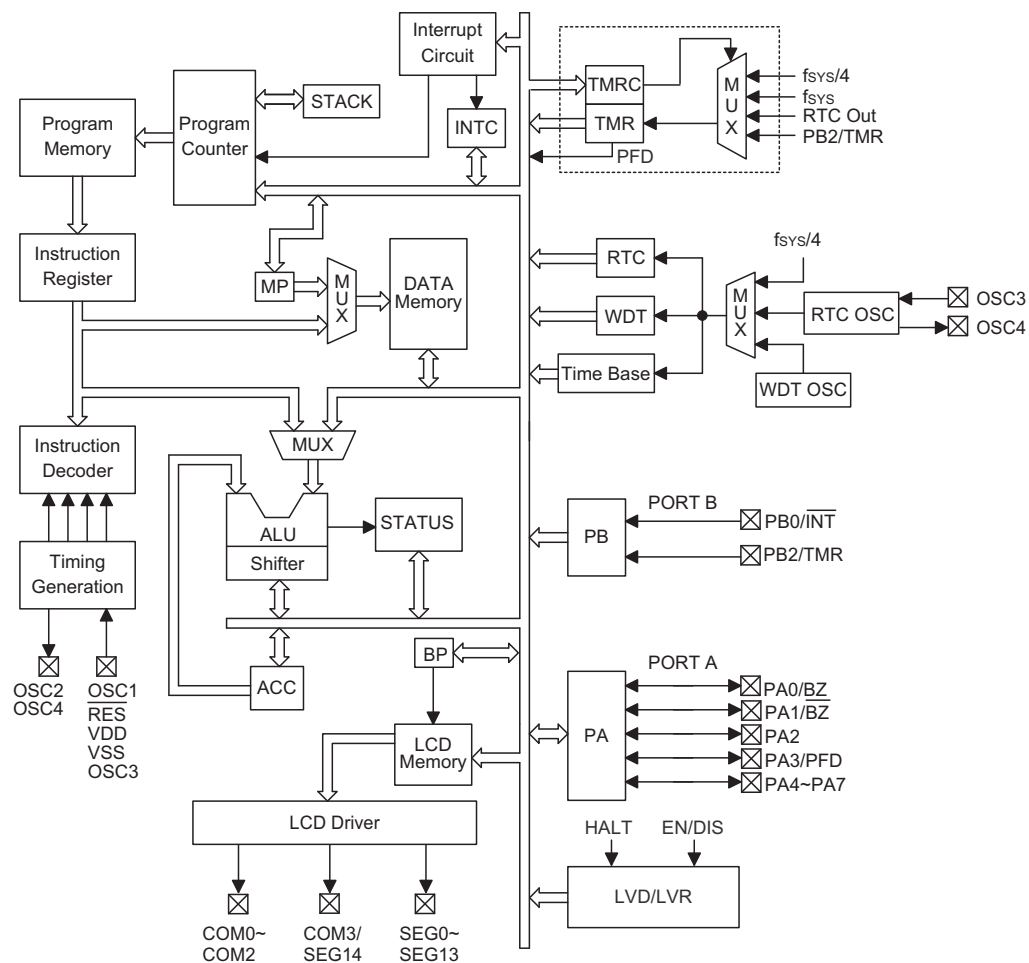 Interrupt
Circuit
STACK
Program
Memory
Program
Counter
INTC
TMRC
TMR
PFD
MUX
fSYS/4
fSYS
RTC Out
PB2/TMR
Instruction
Register
MP
MUX
DATA
Memory
RTC
WDT
Time Base
MUX
fSYS/4
RTC OSC
OSC3
OSC4
WDT OSC
Instruction
Decoder
MUX
ALU
Shifter
STATUS
PB
PORT B
PB0/I̅N̅T̅
PB2/TMR
Timing
Generation
OSC2
OSC4
OSC1
R̅E̅S̅
VDD
VSS
OSC3
ACC
BP
LCD
Memory
PA
PORT A
PA0/BZ
PA1/B̅Z̅
PA2
PA3/PFD
PA4~PA7
LCD Driver
HALT
EN/DIS
LVD/LVR
COM0~
COM2
COM3/
SEG14
SEG0~
SEG13